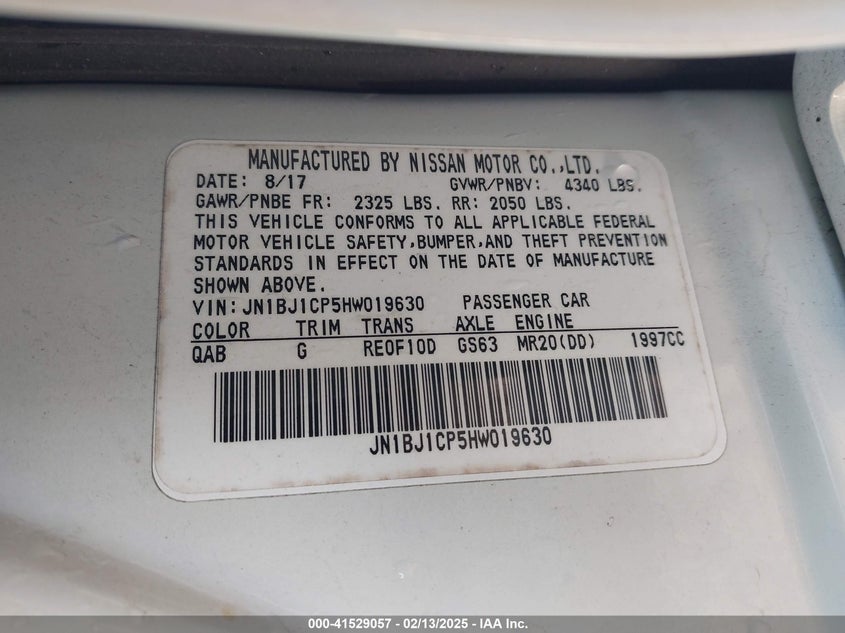 MANUFACTURED BY NISSAN MOTOR CO.,LTD.
DATE: 8/17 GVWR/PNBV: 4340 LBS.
GAWR/PNBE FR: 2325 LBS. RR: 2050 LBS.
THIS VEHICLE CONFORMS TO ALL APPLICABLE FEDERAL
MOTOR VEHICLE SAFETY,BUMPER,AND THEFT PREVENTION
STANDARDS IN EFFECT ON THE DATE OF MANUFACTURE
SHOWN ABOVE.
VIN:JN1BJ1CP5HW019630 PASSENGER CAR
COLOR TRIM TRANS AXLE ENGINE
QAB G RE0F10D GS63 MR20(DD) 1997CC
JN1BJ1CP5HW019630
000-41529057 — 02/13/2025 — IAA Inc.